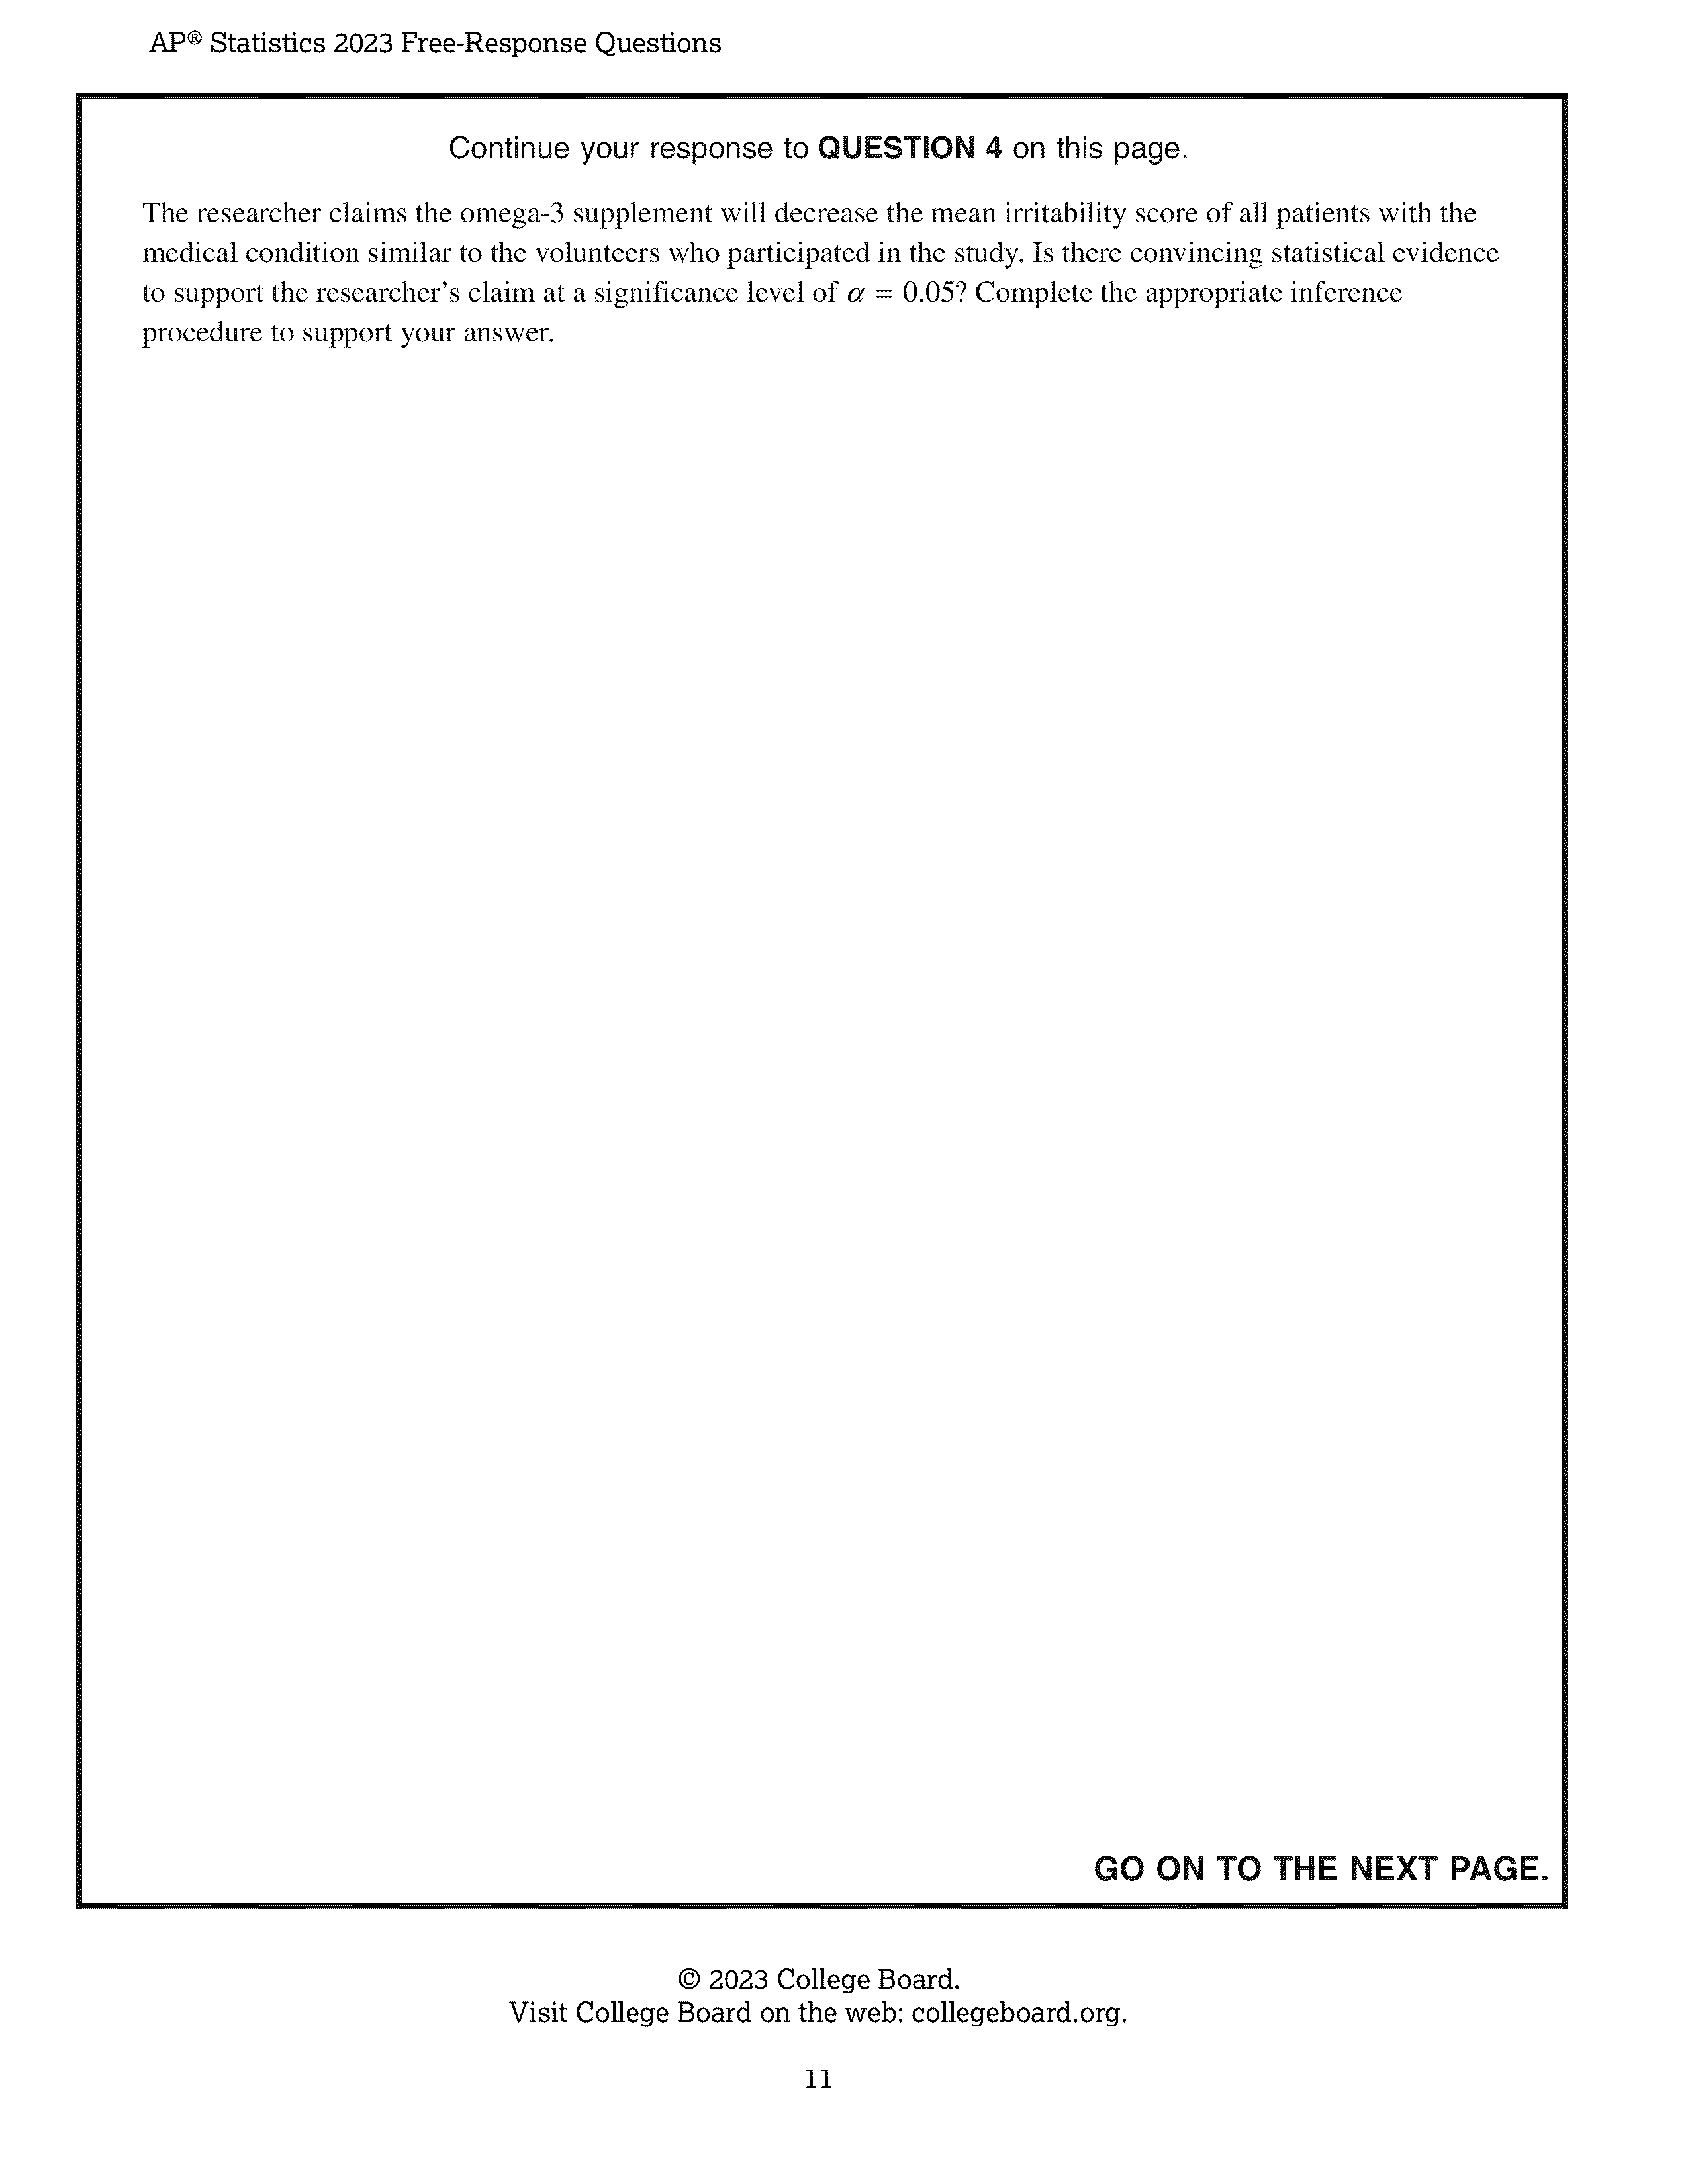 AP® Statistics 2023 Free-Response Questions
Continue your response to QUESTION 4 on this page.
The researcher claims the omega-3 supplement will decrease the mean irritability score of all patients with the
medical condition similar to the volunteers who participated in the study. Is there convincing statistical evidence
to support the researcher's claim at a significance level of α = 0.05? Complete the appropriate inference
procedure to support your answer.
GO ON TO THE NEXT PAGE.
© 2023 College Board.
Visit College Board on the web: collegeboard.org.
11